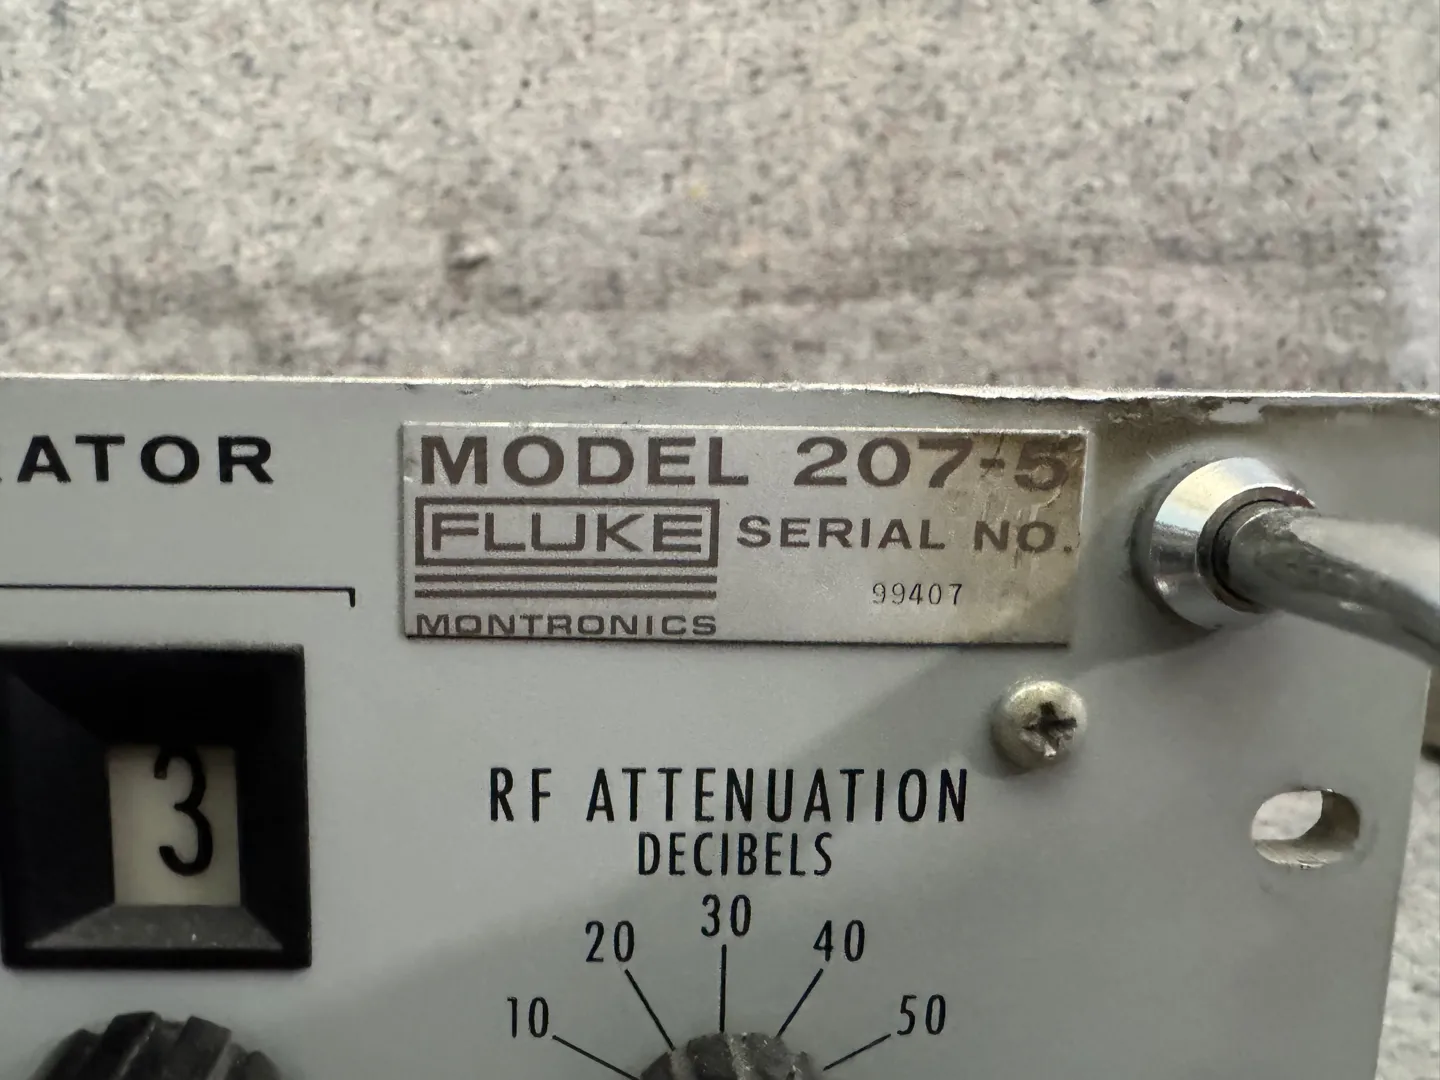 ATOR
MODEL 207-5
FLUKE SERIAL NO.
99407
MONTRONICS
3
RF ATTENUATION
DECIBELS
30
20
40
10
50